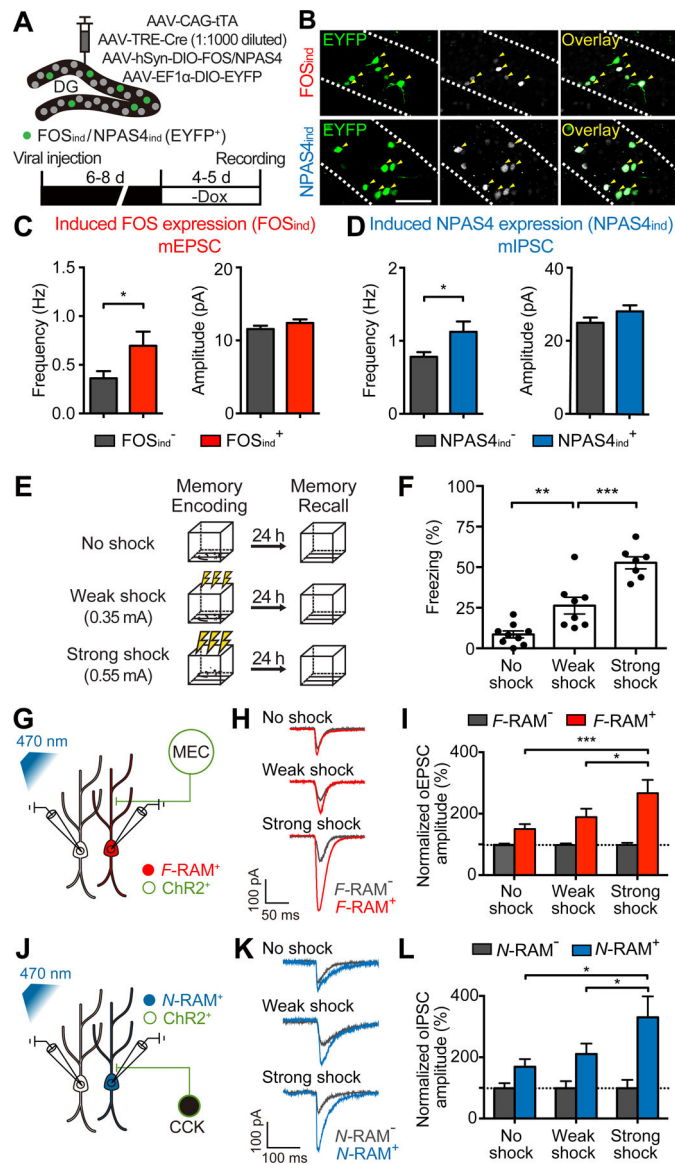 A
AAV-CAG-tTA
AAV-TRE-Cre (1:1000 diluted)
AAV-hSyn-DIO-FOS/NPAS4
AAV-EF1α-DIO-EYFP
DG
FOSind/NPAS4ind (EYFP+)
Viral injection
Recording
6-8 d
4-5 d
-Dox
B
FOSind
EYFP
Overlay
NPAS4ind
EYFP
Overlay
C
Induced FOS expression (FOSind)
mEPSC
Frequency (Hz)
1.5
1.0
0.5
0.0
*
Amplitude (pA)
20
15
10
5
0
FOSind-
FOSind+
D
Induced NPAS4 expression (NPAS4ind)
mIPSC
Frequency (Hz)
2
1
0
*
Amplitude (pA)
40
20
0
NPAS4ind-
NPAS4ind+
E
Memory Encoding
Memory Recall
No shock
24 h
Weak shock
(0.35 mA)
24 h
Strong shock
(0.55 mA)
24 h
F
Freezing (%)
100
75
50
25
0
**
***
No shock
Weak shock
Strong shock
G
470 nm
MEC
F-RAM+
ChR2+
H
No shock
Weak shock
Strong shock
100 pA
50 ms
F-RAM-
F-RAM+
I
F-RAM-
F-RAM+
Normalized oEPSC amplitude (%)
400
200
0
***
*
No shock
Weak shock
Strong shock
J
470 nm
N-RAM+
ChR2+
CCK
K
No shock
Weak shock
Strong shock
100 pA
100 ms
N-RAM-
N-RAM+
L
N-RAM-
N-RAM+
Normalized oIPSC amplitude (%)
400
200
0
*
*
No shock
Weak shock
Strong shock